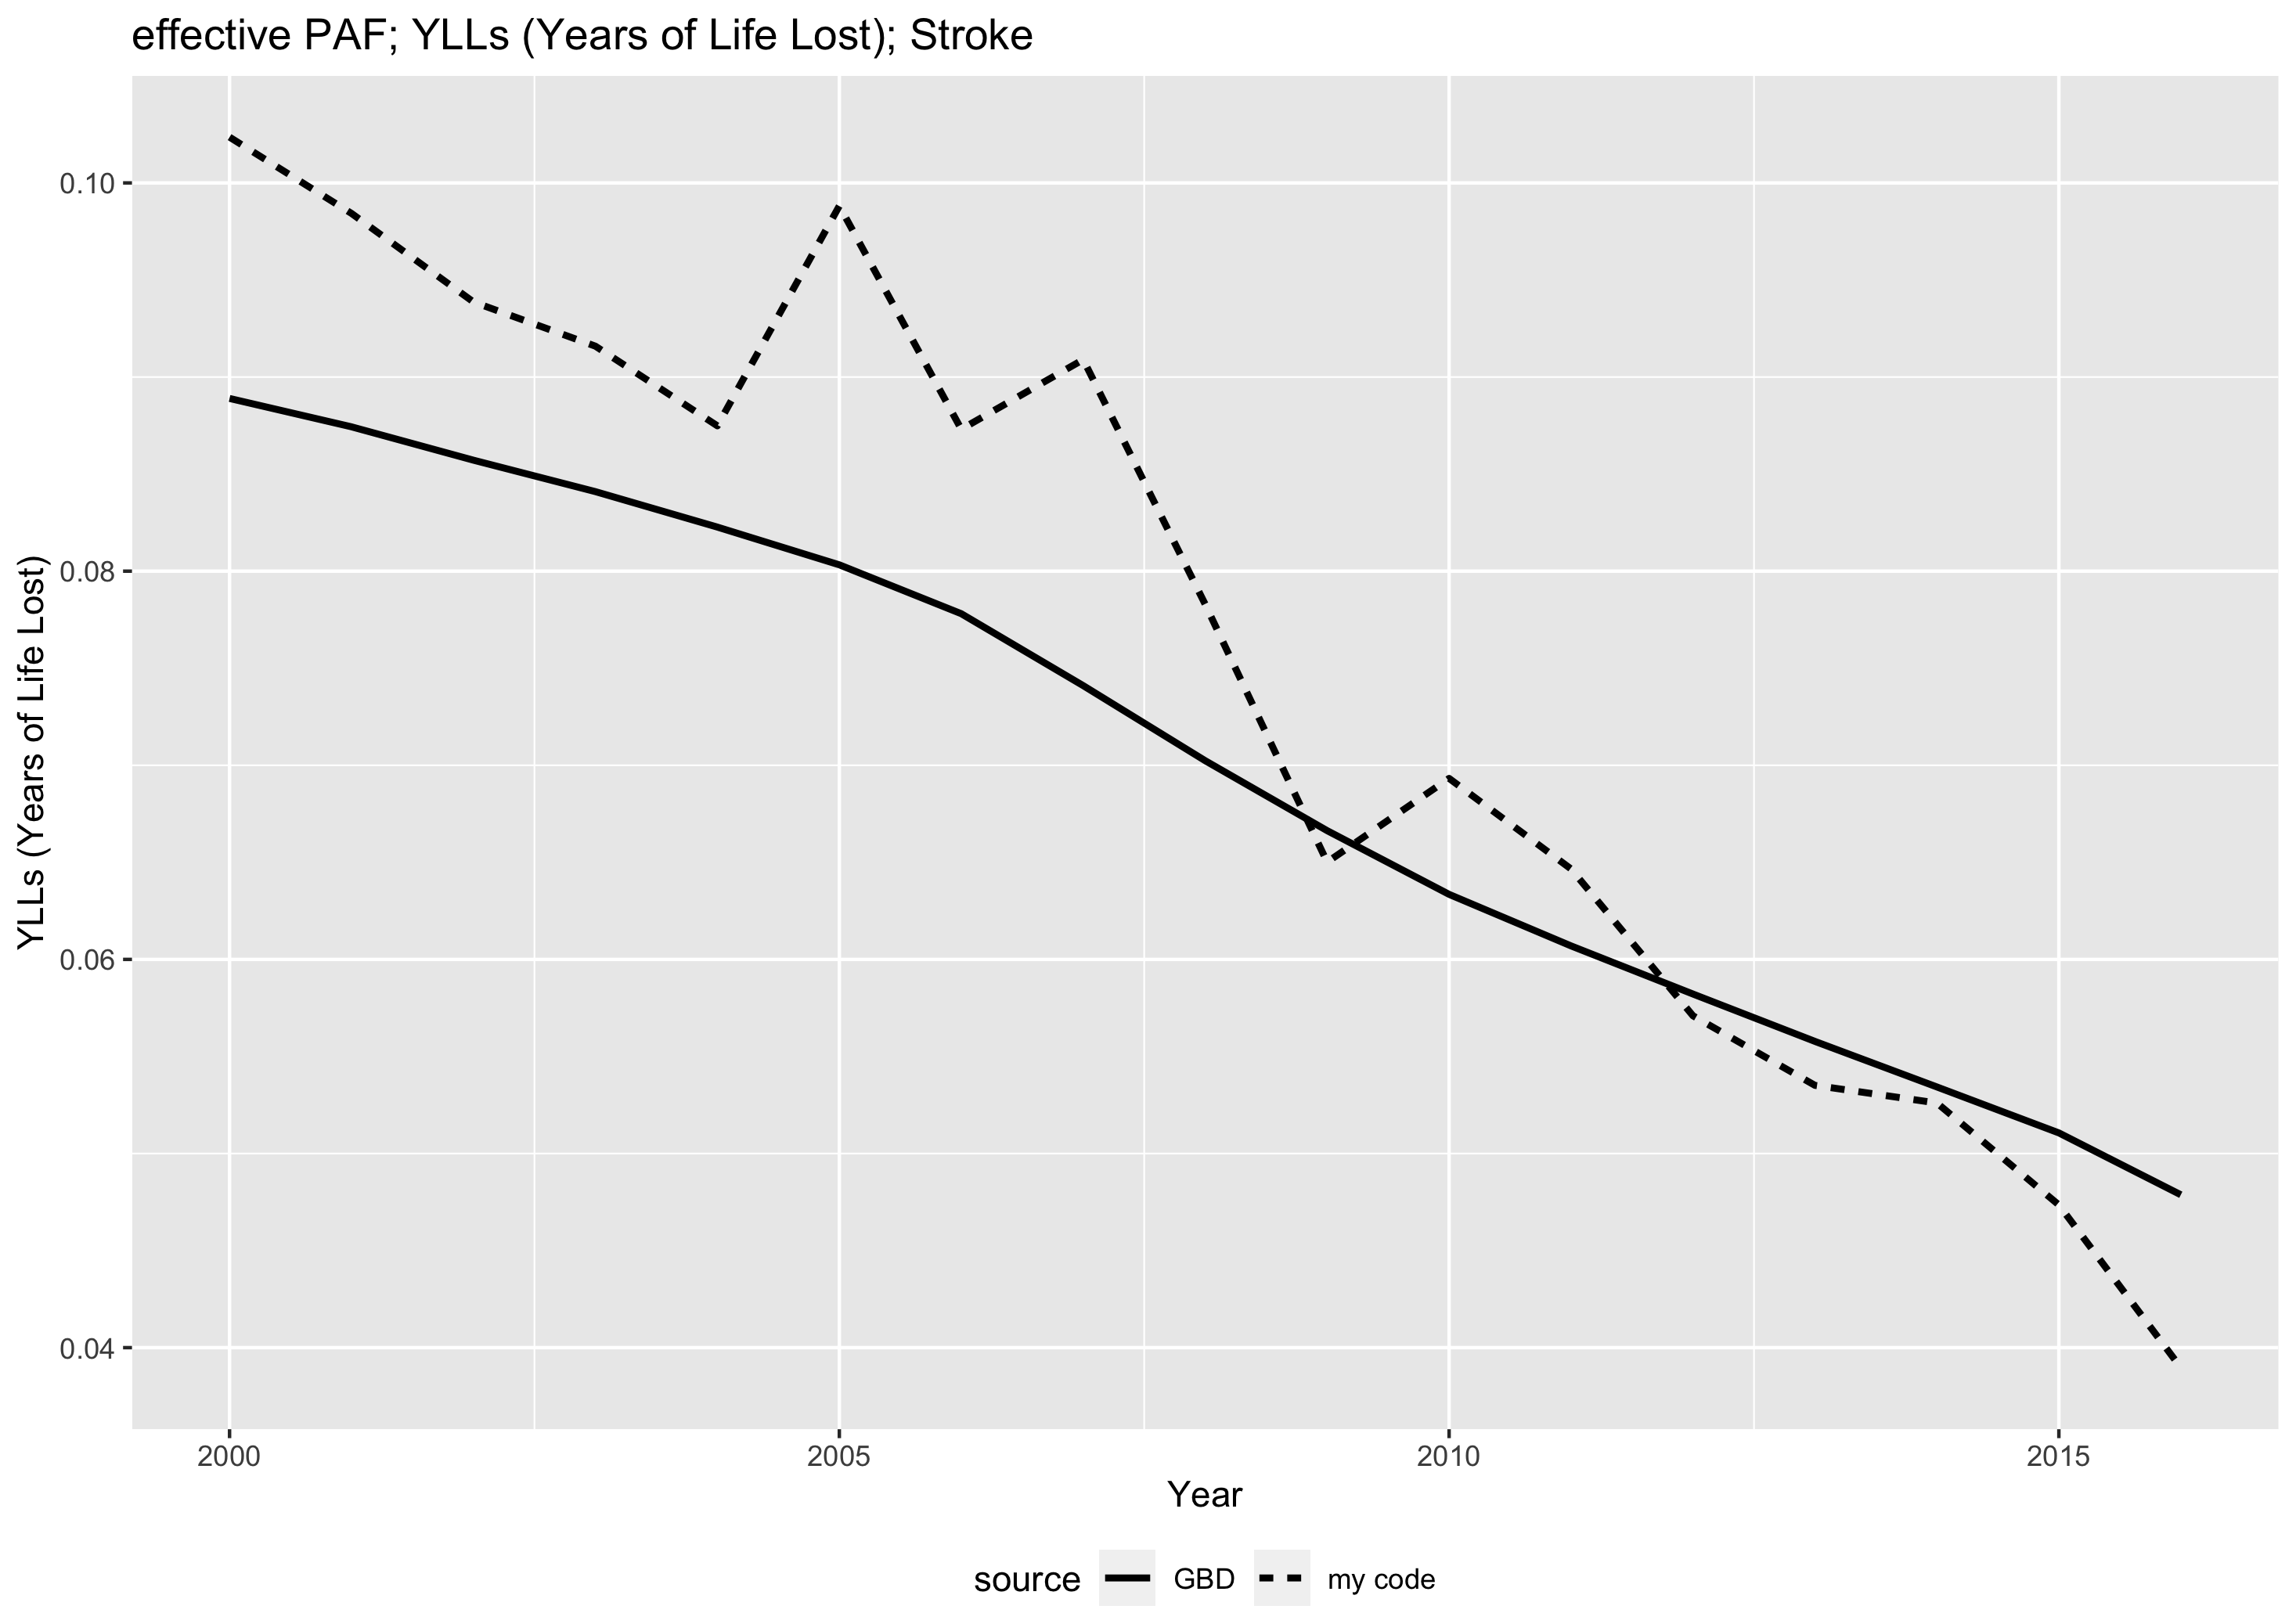 effective PAF; YLLs (Years of Life Lost); Stroke
YLLs (Years of Life Lost)
0.10
0.08
0.06
0.04
2000 2005 2010 2015
Year
source GBD my code